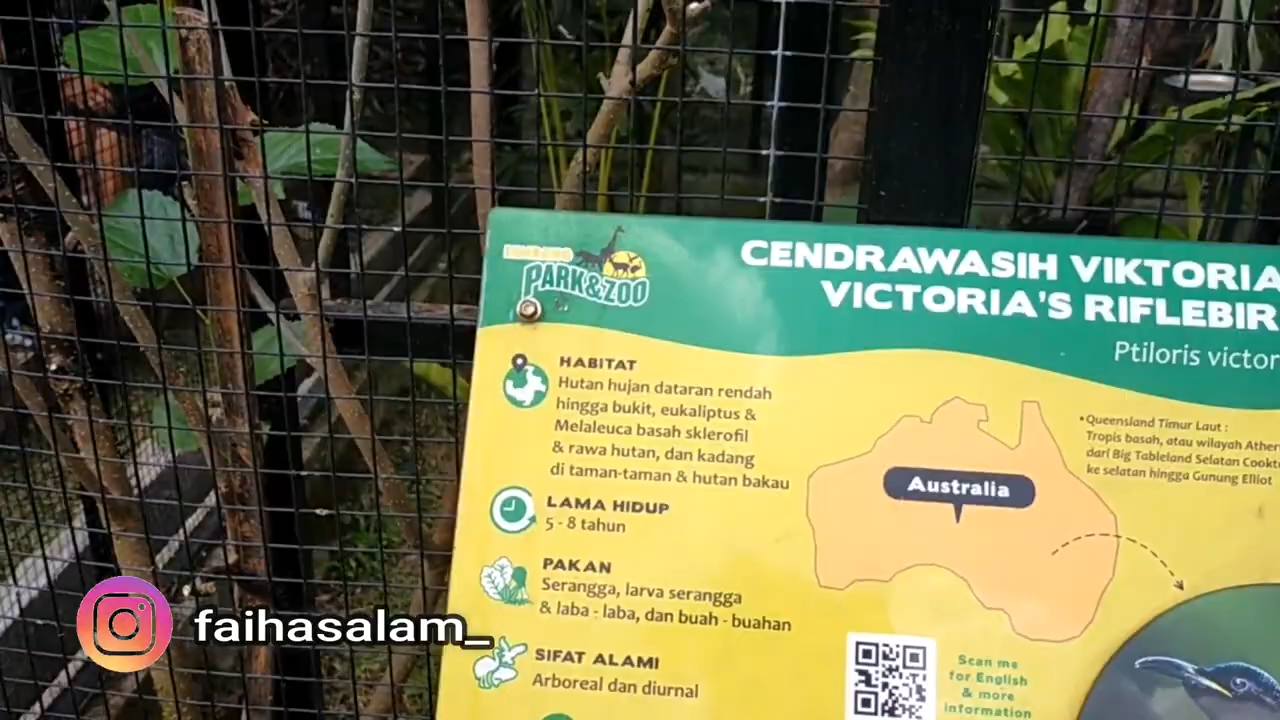 LEMBANG
PARK&ZOO
CENDRAWASIH VIKTORIA
VICTORIA'S RIFLEBIR
Ptiloris victor
HABITAT
Hutan hujan dataran rendah
hingga bukit, eukaliptus &
Melaleuca basah sklerofil
& rawa hutan, dan kadang
di taman-taman & hutan bakau
LAMA HIDUP
5 - 8 tahun
PAKAN
Serangga, larva serangga
& laba - laba, dan buah - buahan
SIFAT ALAMI
Arboreal dan diurnal
Australia
•Queensland Timur Laut :
Tropis basah, atau wilayah Ather
dari Big Tableland Selatan Cookt
ke selatan hingga Gunung Elliot
Scan me
for English
& more
information
faihasalam_